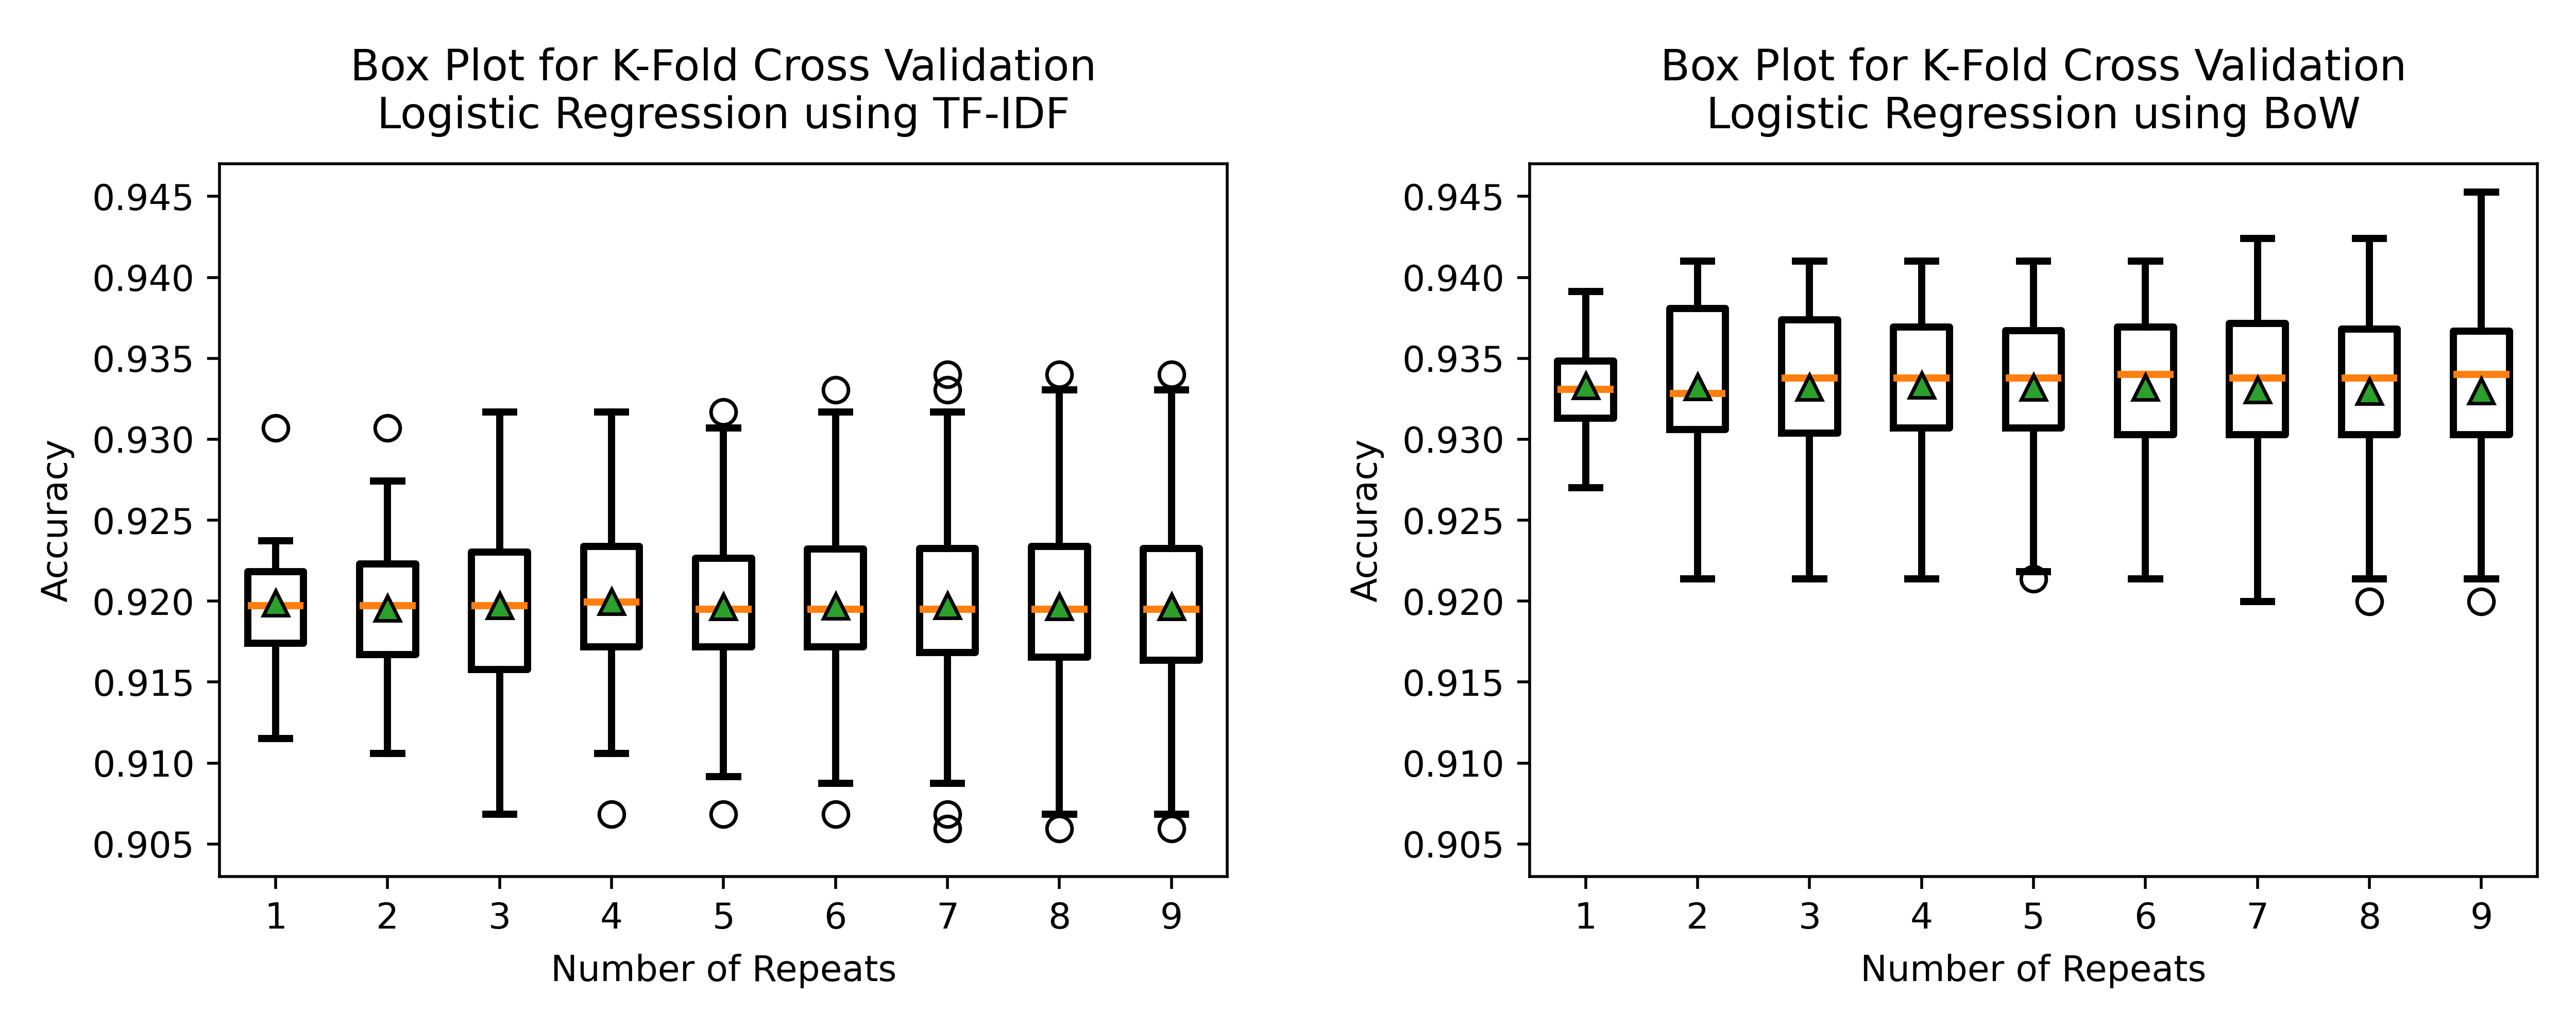 Box Plot for K-Fold Cross Validation
Logistic Regression using TF-IDF
0.945
0.940
0.935
0.930
0.925
0.920
0.915
0.910
0.905
Accuracy
1 2 3 4 5 6 7 8 9
Number of Repeats
Box Plot for K-Fold Cross Validation
Logistic Regression using BoW
0.945
0.940
0.935
0.930
0.925
0.920
0.915
0.910
0.905
Accuracy
1 2 3 4 5 6 7 8 9
Number of Repeats